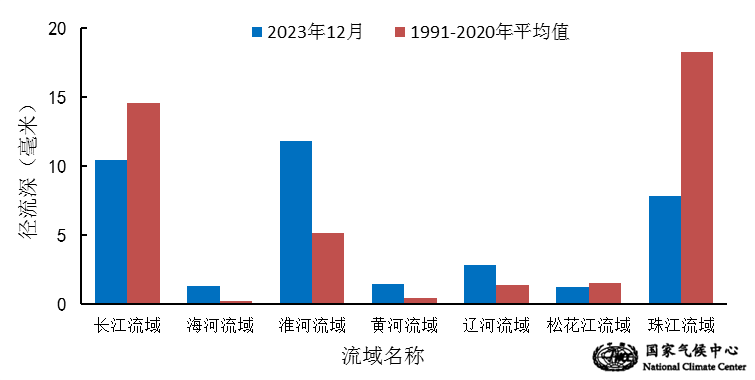 2023年12月 1991-2020年平均值
径流深（毫米）
20
15
10
5
0
长江流域 海河流域 淮河流域 黄河流域 辽河流域 松花江流域 珠江流域
流域名称
国家气候中心
National Climate Center